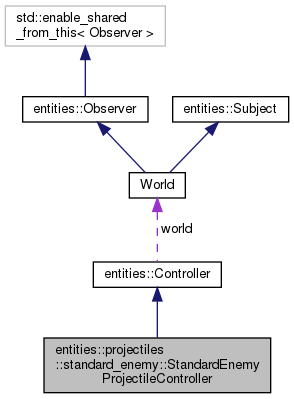 std::enable_shared
_from_this< Observer >
entities::Observer
entities::Subject
World
world
entities::Controller
entities::projectiles
::standard_enemy::StandardEnemy
ProjectileController